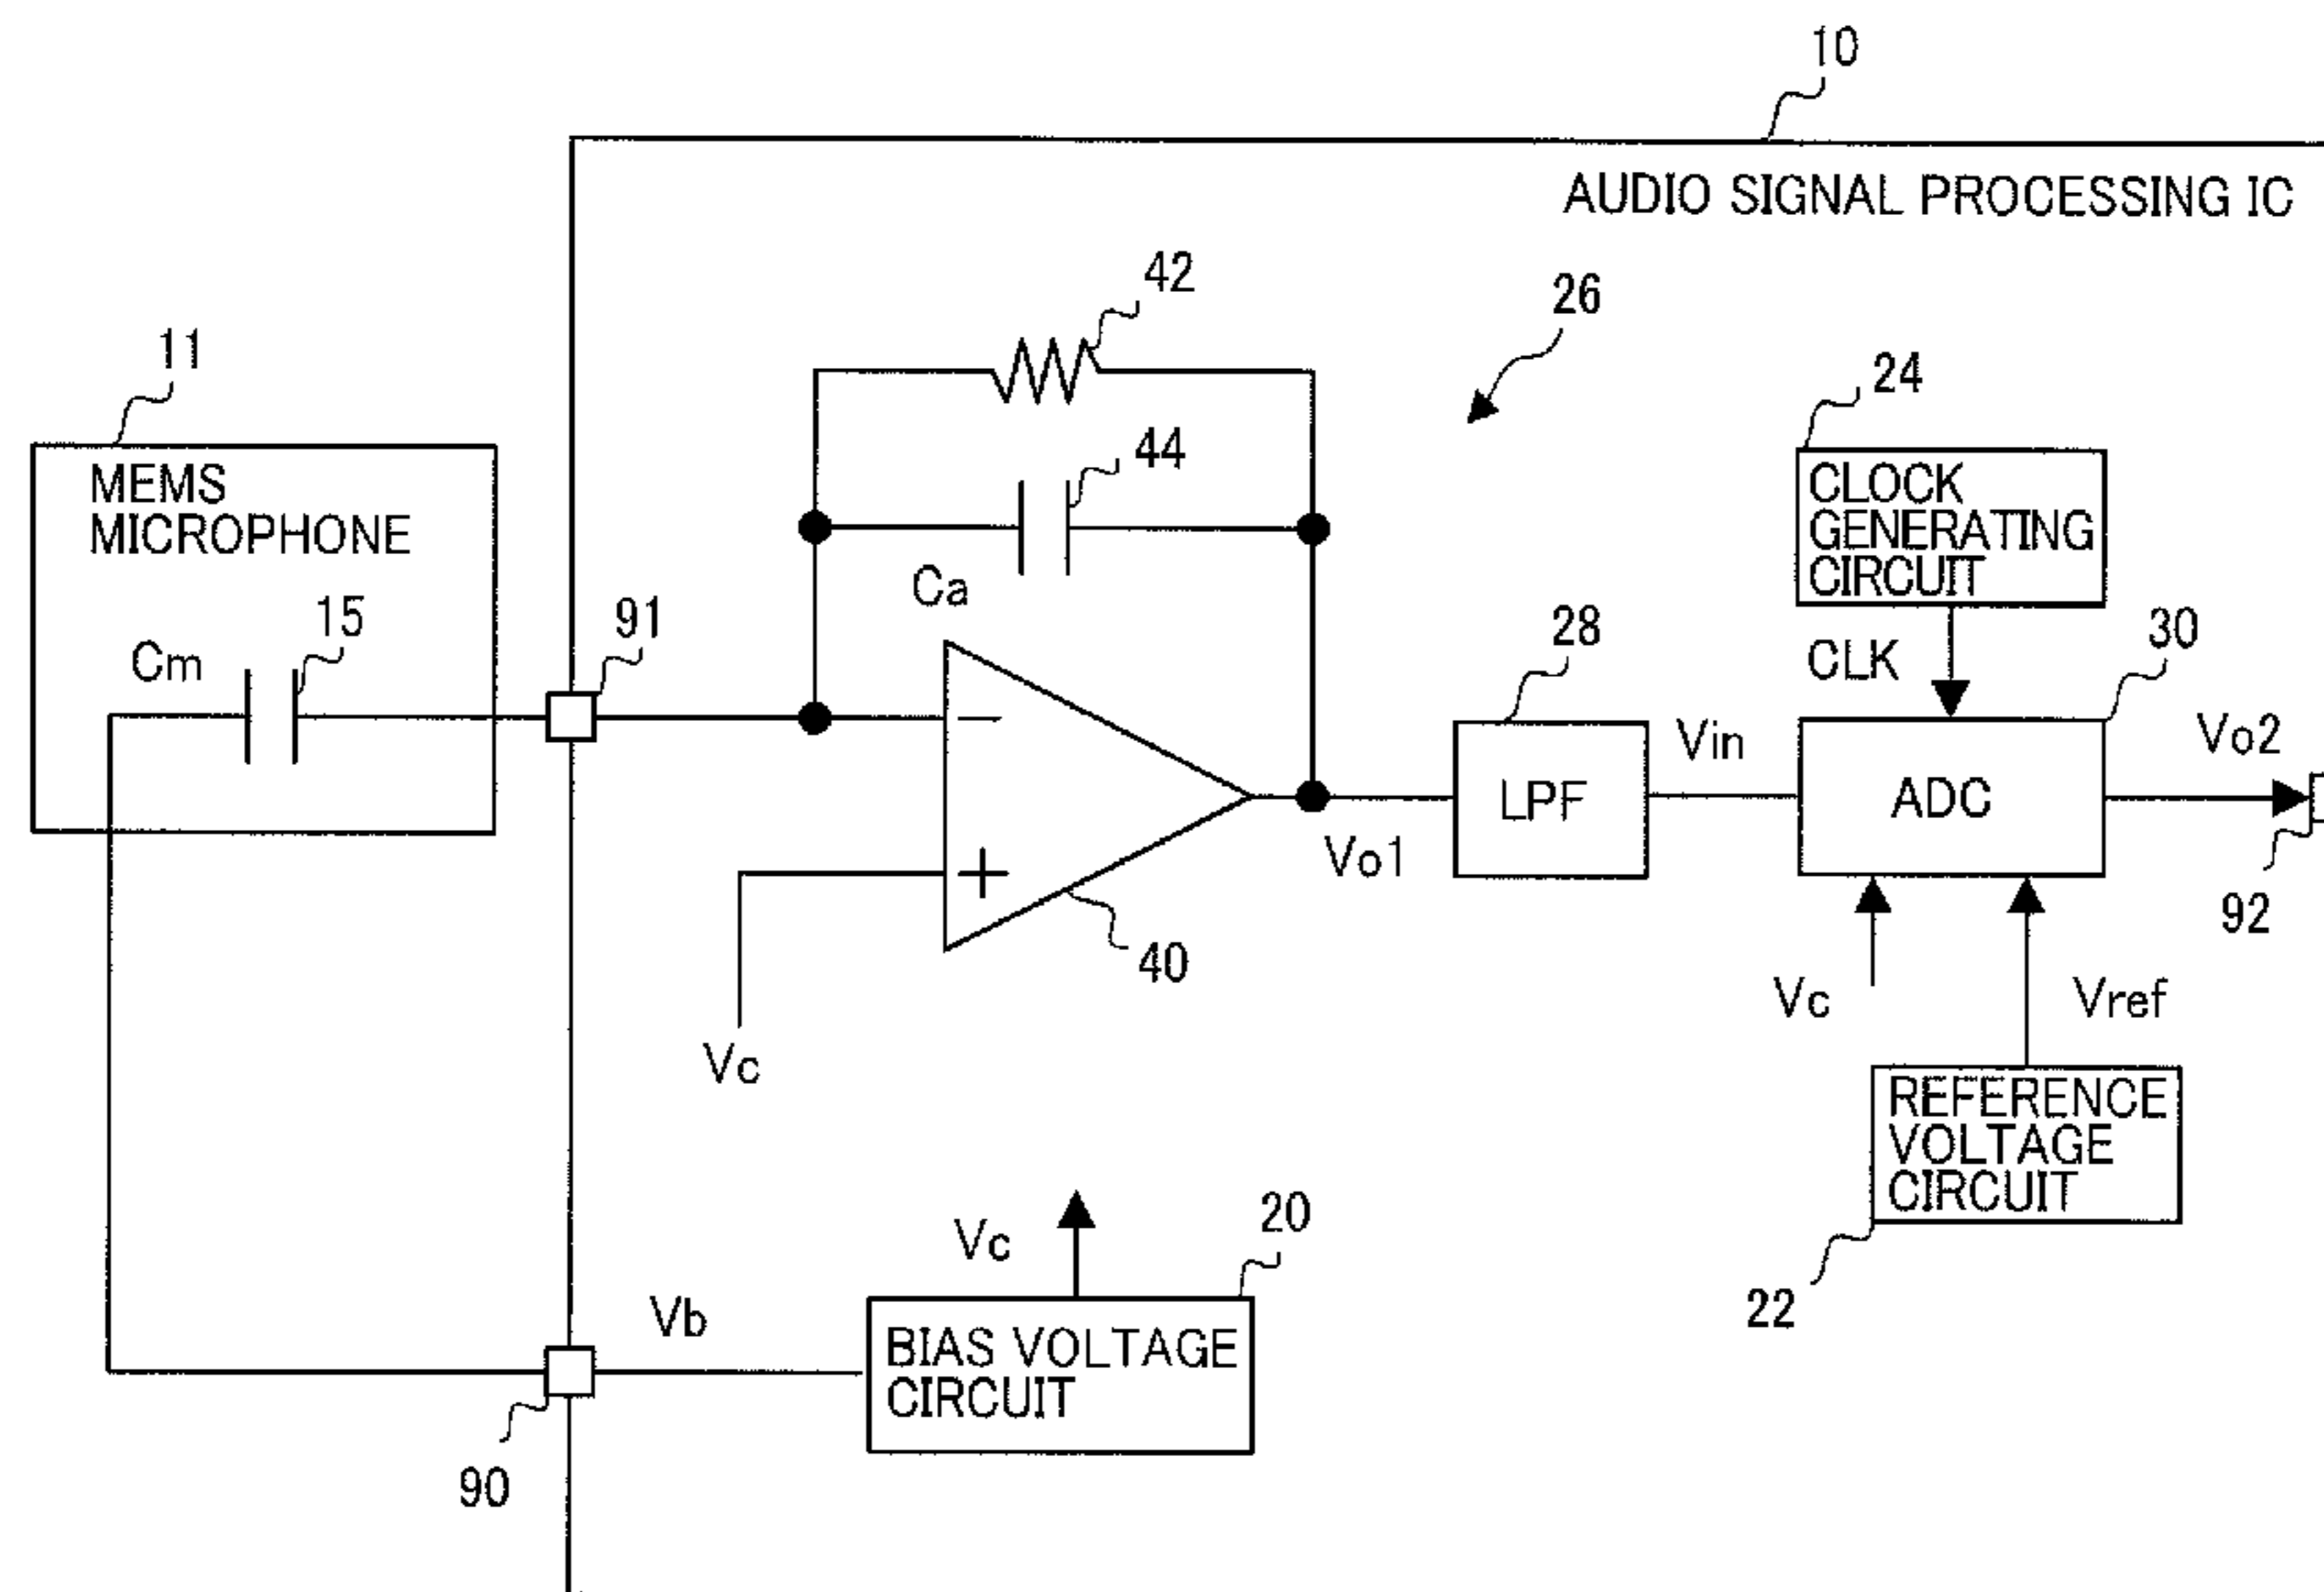 10
AUDIO SIGNAL PROCESSING IC
42
26
11
24
44
MEMS
MICROPHONE
CLOCK
GENERATING
CIRCUIT
Ca
15
91
28
30
Cm
CLK
Vin
Vo2
−
LPF
ADC
Vo1
+
92
40
Vc
Vref
Vc
REFERENCE
VOLTAGE
CIRCUIT
20
Vc
22
Vb
BIAS VOLTAGE
CIRCUIT
90